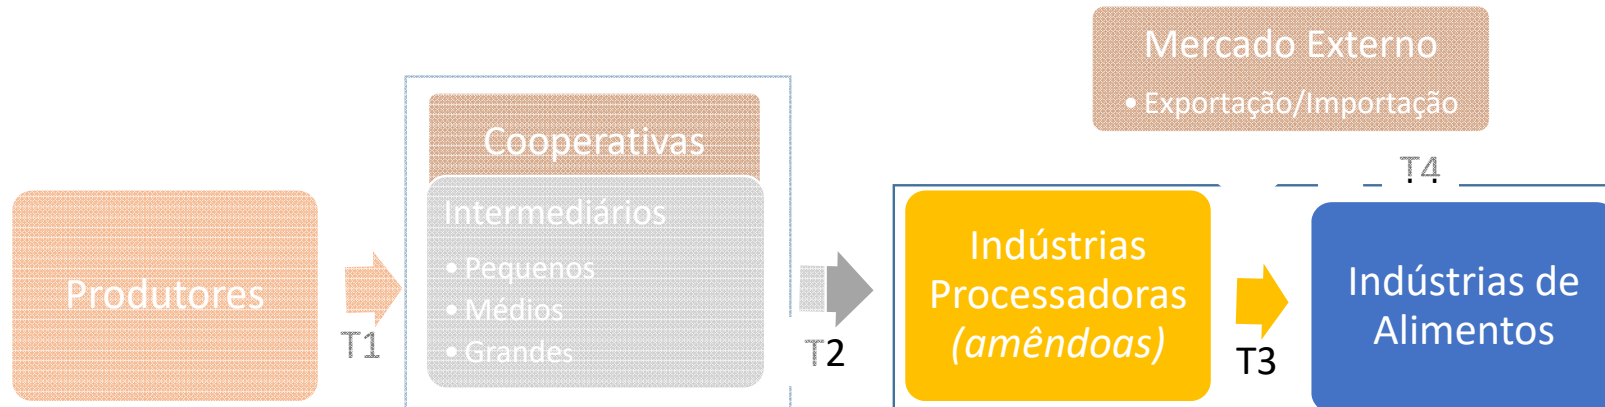 Mercado Externo
• Exportação/Importação
Cooperativas
T4
Intermediários
• Pequenos
• Médios
• Grandes
Produtores
Indústrias
Processadoras
(amêndoas)
Indústrias de
Alimentos
T1
T2
T3